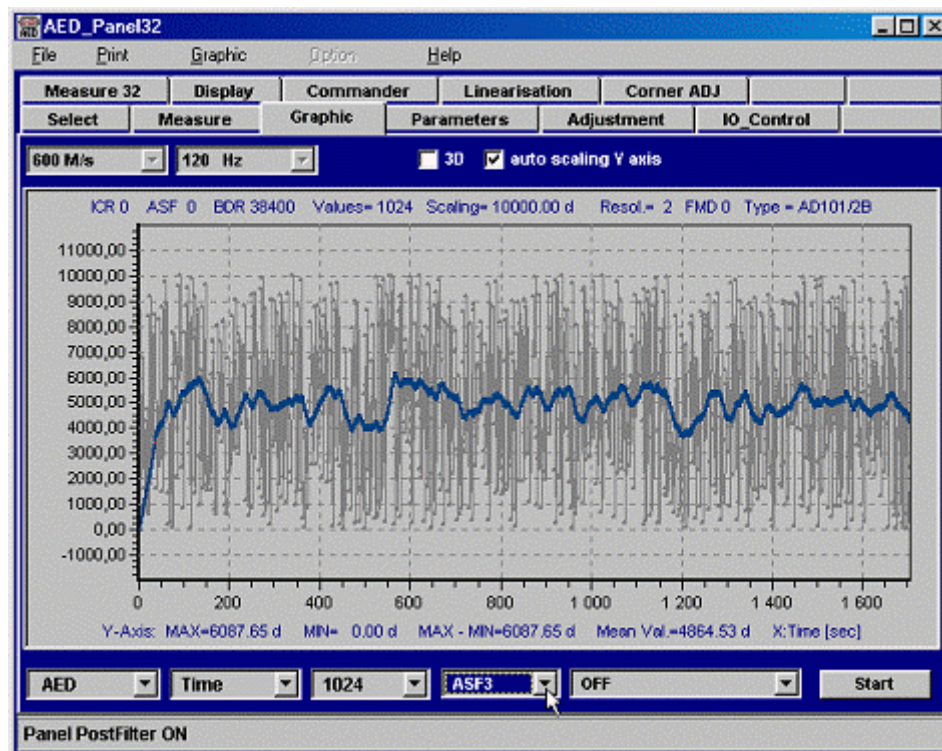 AED_Panel32
File Print Graphic Option Help
Measure 32 Display Commander Linearisation Corner ADJ
Select Measure Graphic Parameters Adjustment IO_Control
600 M/s 120 Hz 3D auto scaling Y axis
ICR 0 ASF 0 BDR 38400 Values= 1024 Scaling= 10000.00 d Resol.= 2 FMD 0 Type = AD101/2B
11000,00
10000,00
9000,00
8000,00
7000,00
6000,00
5000,00
4000,00
3000,00
2000,00
1000,00
0,00
-1000,00
0 200 400 600 800 1 000 1 200 1 400 1 600
Y-Axis: MAX=6087.65 d MIN= 0.00 d MAX - MIN=6087.65 d Mean Val.=4864.53 d X:Time [sec]
AED Time 1024 ASF3 OFF Start
Panel PostFilter ON